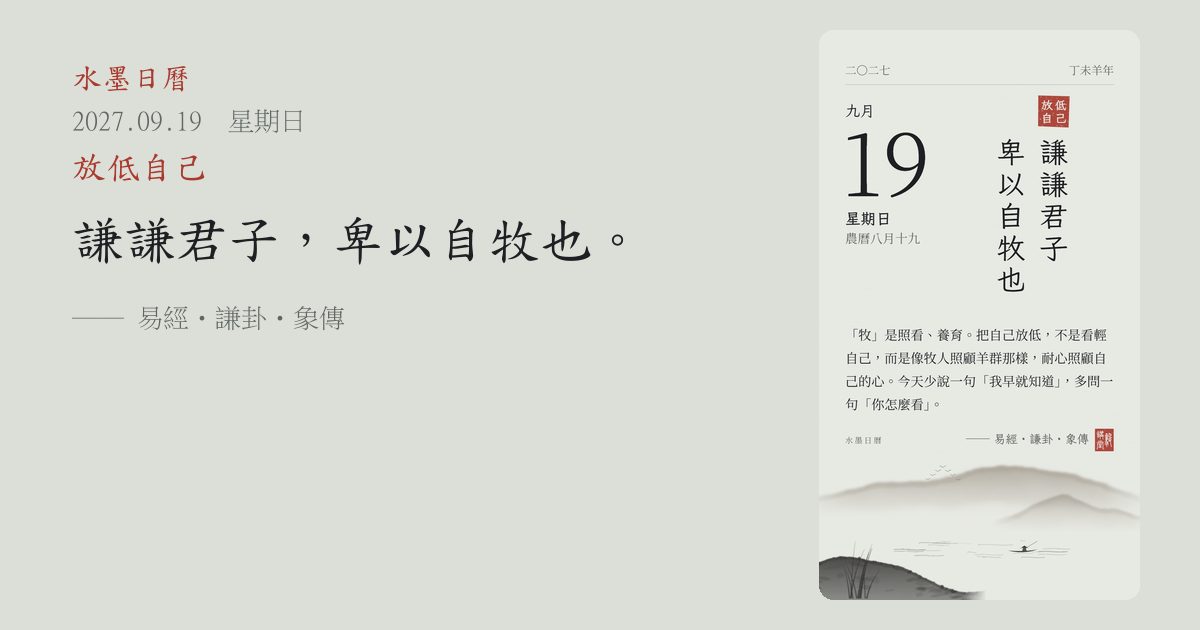 水墨日曆
2027.09.19 星期日
放低自己
謙謙君子，卑以自牧也。
—— 易經・謙卦・象傳
二〇二七
丁未羊年
九月
19
星期日
農曆八月十九
放低
自己
謙謙君子
卑以自牧也
「牧」是照看、養育。把自己放低，不是看輕
自己，而是像牧人照顧羊群那樣，耐心照顧自
己的心。今天少說一句「我早就知道」，多問一
句「你怎麼看」。
水墨日曆
—— 易經・謙卦・象傳